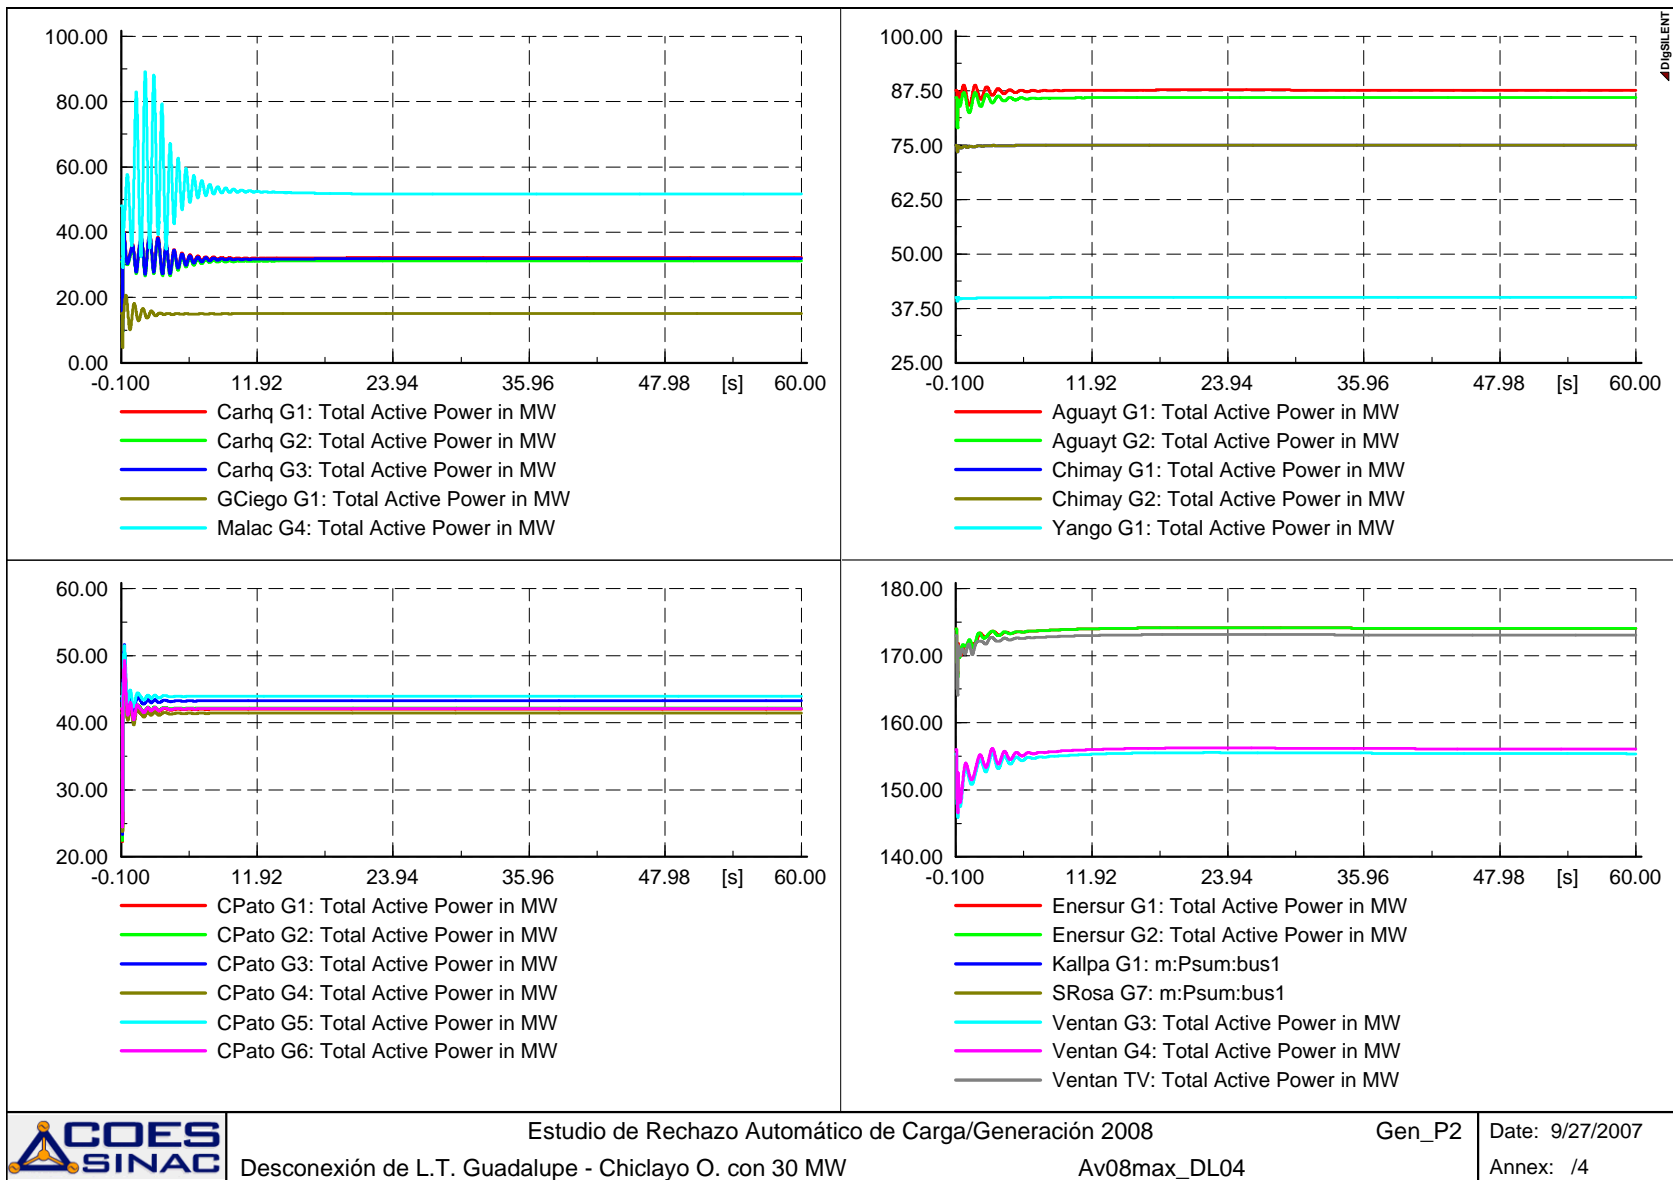 100.00
80.00
60.00
40.00
20.00
0.00
-0.100 11.92 23.94 35.96 47.98 [s] 60.00
Carhq G1: Total Active Power in MW
Carhq G2: Total Active Power in MW
Carhq G3: Total Active Power in MW
GCiego G1: Total Active Power in MW
Malac G4: Total Active Power in MW
DIgSILENT
100.00
87.50
75.00
62.50
50.00
37.50
25.00
-0.100 11.92 23.94 35.96 47.98 [s] 60.00
Aguayt G1: Total Active Power in MW
Aguayt G2: Total Active Power in MW
Chimay G1: Total Active Power in MW
Chimay G2: Total Active Power in MW
Yango G1: Total Active Power in MW
60.00
50.00
40.00
30.00
20.00
-0.100 11.92 23.94 35.96 47.98 [s] 60.00
CPato G1: Total Active Power in MW
CPato G2: Total Active Power in MW
CPato G3: Total Active Power in MW
CPato G4: Total Active Power in MW
CPato G5: Total Active Power in MW
CPato G6: Total Active Power in MW
180.00
170.00
160.00
150.00
140.00
-0.100 11.92 23.94 35.96 47.98 [s] 60.00
Enersur G1: Total Active Power in MW
Enersur G2: Total Active Power in MW
Kallpa G1: m:Psum:bus1
SRosa G7: m:Psum:bus1
Ventan G3: Total Active Power in MW
Ventan G4: Total Active Power in MW
Ventan TV: Total Active Power in MW
COES
SINAC
Estudio de Rechazo Automático de Carga/Generación 2008 Gen_P2
Desconexión de L.T. Guadalupe - Chiclayo O. con 30 MW Av08max_DL04
Date: 9/27/2007
Annex: /4